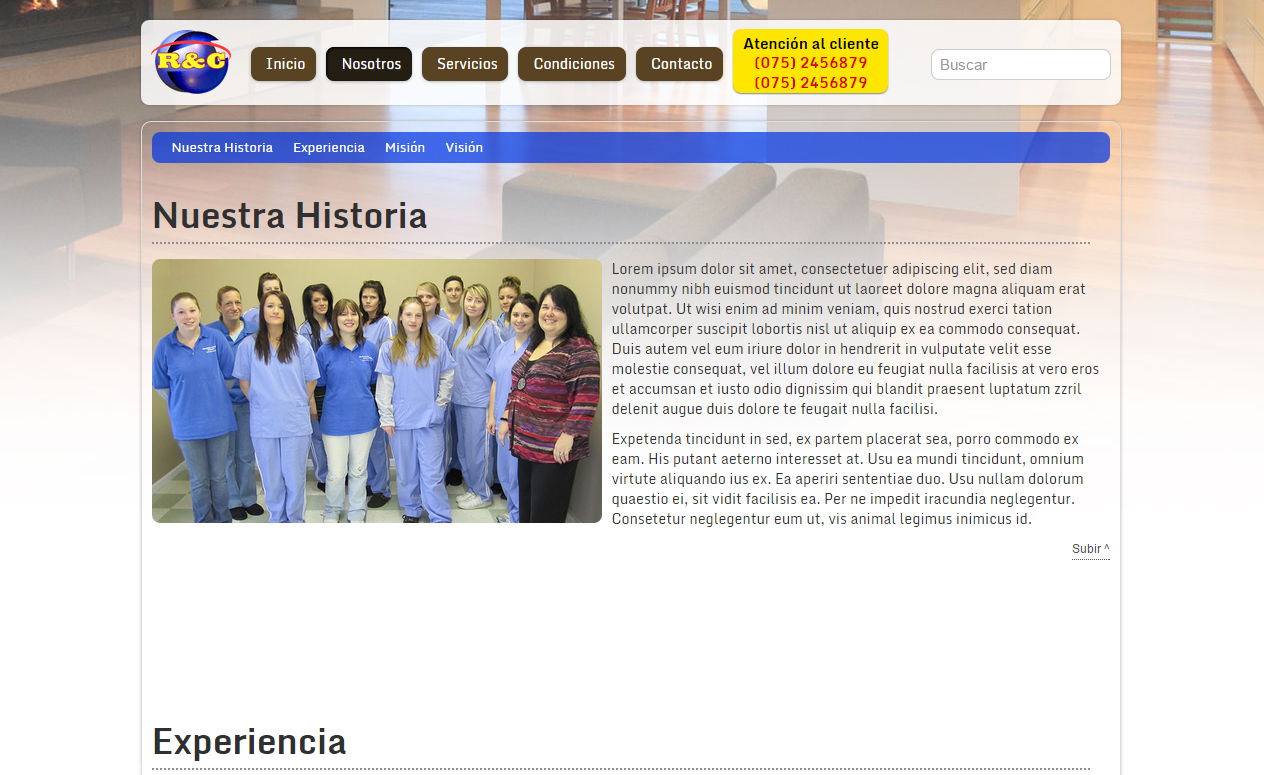 R&G
Inicio
Nosotros
Servicios
Condiciones
Contacto
Atención al cliente
(075) 2456879
(075) 2456879
Buscar
Nuestra Historia
Experiencia
Misión
Visión
Nuestra Historia
Lorem ipsum dolor sit amet, consectetuer adipiscing elit, sed diam
nonummy nibh euismod tincidunt ut laoreet dolore magna aliquam erat
volutpat. Ut wisi enim ad minim veniam, quis nostrud exerci tation
ullamcorper suscipit lobortis nisl ut aliquip ex ea commodo consequat.
Duis autem vel eum iriure dolor in hendrerit in vulputate velit esse
molestie consequat, vel illum dolore eu feugiat nulla facilisis at vero eros
et accumsan et iusto odio dignissim qui blandit praesent luptatum zzril
delenit augue duis dolore te feugait nulla facilisi.
Expetenda tincidunt in sed, ex partem placerat sea, porro commodo ex
eam. His putant aeterno interesset at. Usu ea mundi tincidunt, omnium
virtute aliquando ius ex. Ea aperiri sententiae duo. Usu nullam dolorum
quaestio ei, sit vidit facilisis ea. Per ne impedit iracundia neglegentur.
Consetetur neglegentur eum ut, vis animal legimus inimicus id.
Subir ^
Experiencia